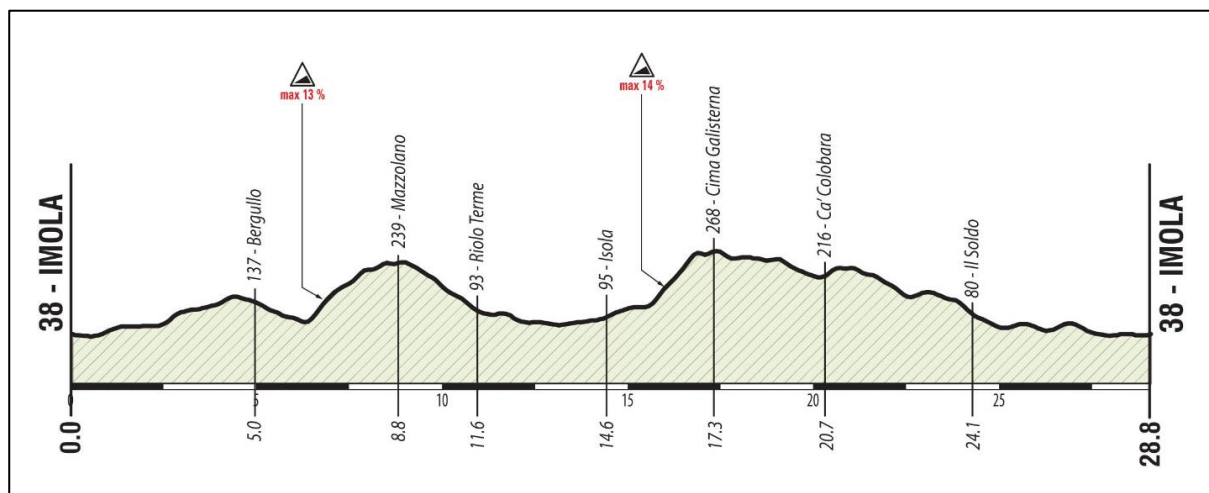 max 13 %
max 14 %
38 - IMOLA
137 - Bergullo
239 - Mazzolano
93 - Riolo Terme
95 - Isola
268 - Cima Galisterna
216 - Ca' Colobara
80 - Il Soldo
38 - IMOLA
0
5
10
15
20
25
0.0
5.0
8.8
11.6
14.6
17.3
20.7
24.1
28.8